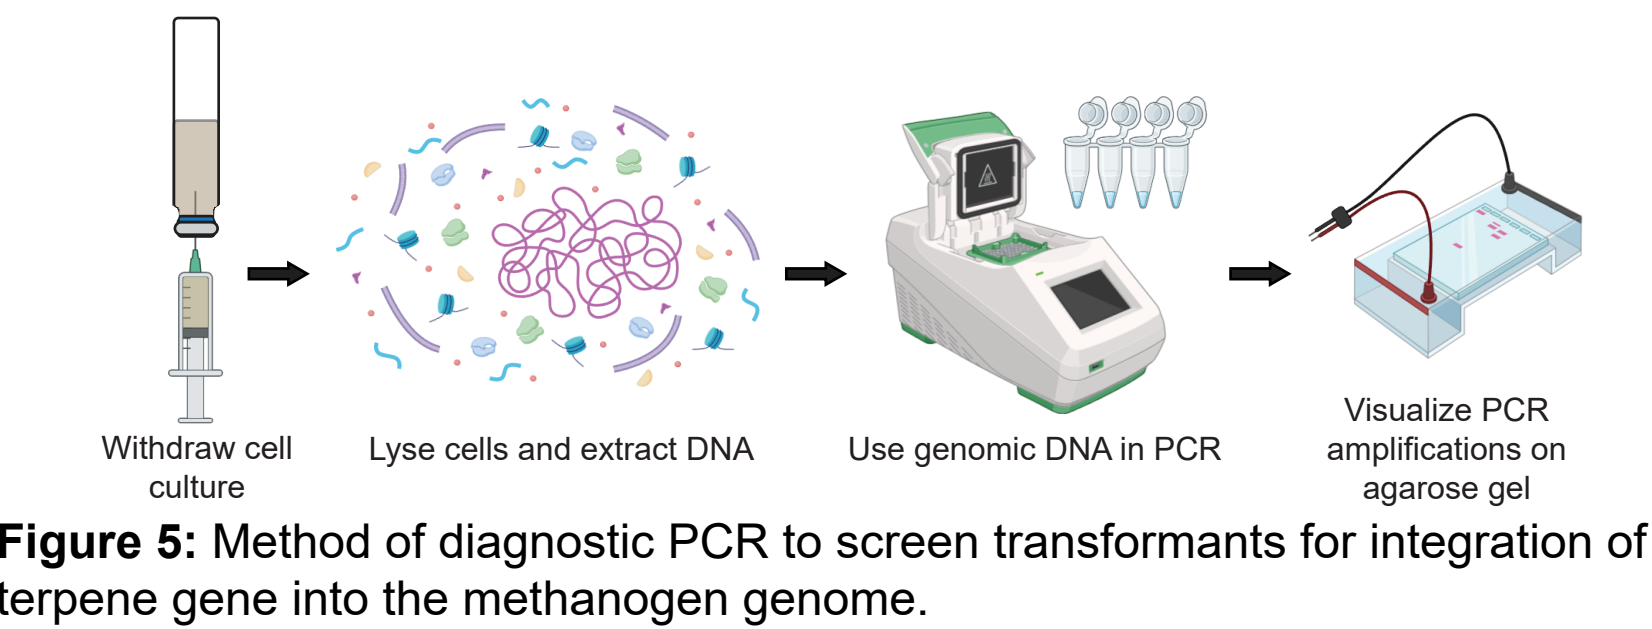 Withdraw cell
culture
Lyse cells and extract DNA
Use genomic DNA in PCR
Visualize PCR
amplifications on
agarose gel
Figure 5: Method of diagnostic PCR to screen transformants for integration of
terpene gene into the methanogen genome.